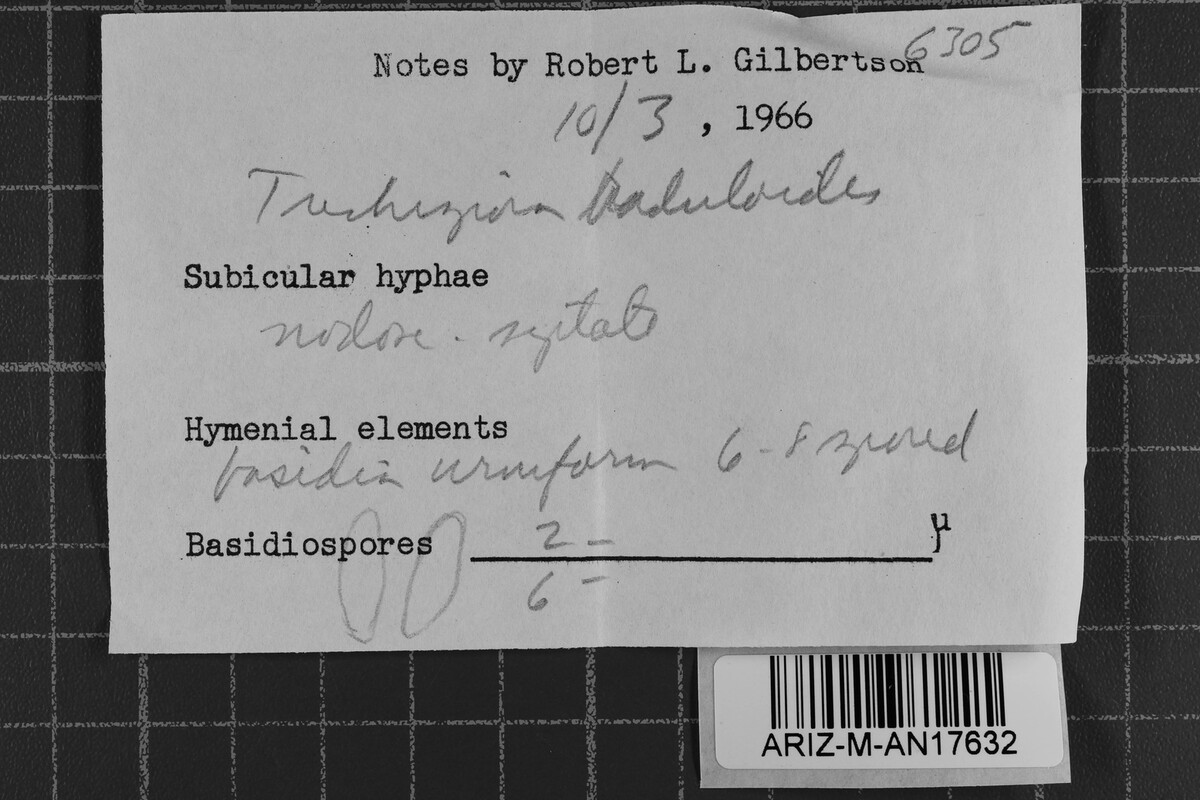 6305
Notes by Robert L. Gilbertson
10/3, 1966
Trechispora raduloides
Subicular hyphae
nodose-septate
Hymenial elements
basidia urniform 6-8 spored
Basidiospores 2- µ
6-
ARIZ-M-AN17632